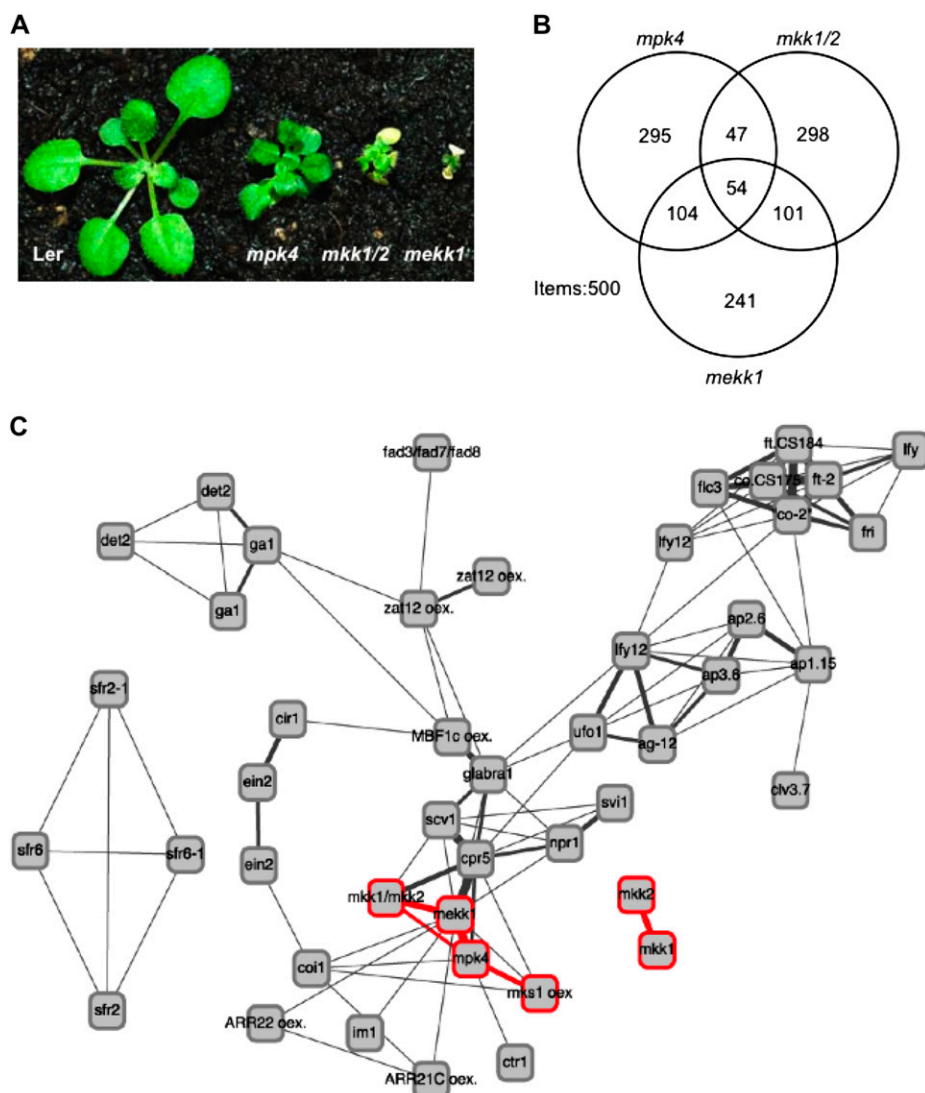 A
Ler mpk4 mkk1/2 mekk1
B
mpk4 mkk1/2
295 47 298
54
104 101
Items:500
241
mekk1
C
fad3/fad7/fad8
ft.CS184
lfy
det2
flc3 co.CS175 ft-2
co-2
det2 ga1
lfy12 fri
zat12 oex.
ga1 zat12 oex.
ap2.6
lfy12 ap1.15
ap3.6
sfr2-1
cir1 MBF1c oex. ufo1 ag-12
ein2 glabra1 clv3.7
svi1
scv1
npr1
sfr6 sfr6-1 ein2 cpr5
mkk1/mkk2 mkk2
mekk1
mkk1
coi1 mpk4
mks1 oex
sfr2 ARR22 oex. im1
ctr1
ARR21C oex.